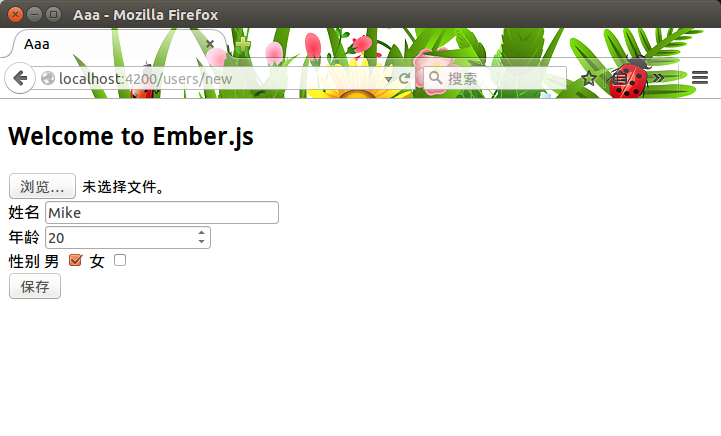 Aaa - Mozilla Firefox
Aaa
localhost:4200/users/new
搜索
Welcome to Ember.js
浏览… 未选择文件。
姓名 Mike
年龄 20
性别 男 女
保存